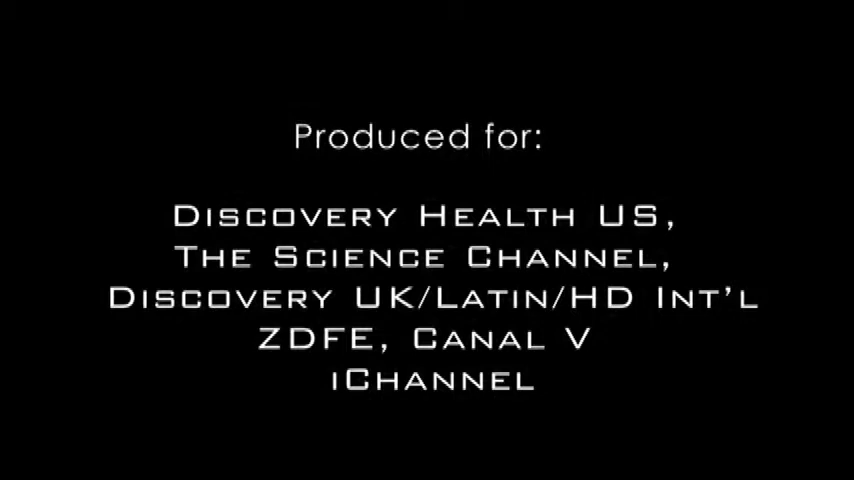 Produced for:
Discovery Health US,
The Science Channel,
Discovery UK/Latin/HD Int'l
ZDFE, Canal V
iChannel